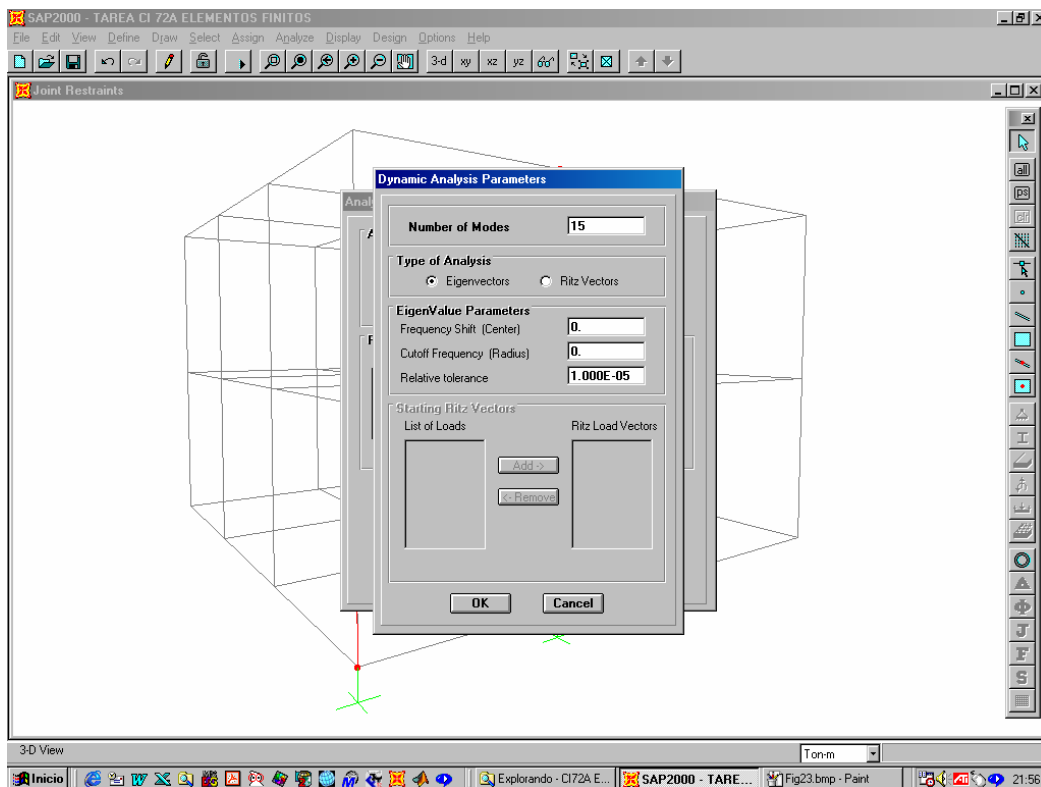 SAP2000 - TAREA CI 72A ELEMENTOS FINITOS
File Edit View Define Draw Select Assign Analyze Display Design Options Help
3-d xy xz yz
Joint Restraints
Dynamic Analysis Parameters
Anal
A
F
Number of Modes 15
Type of Analysis
Eigenvectors Ritz Vectors
EigenValue Parameters
Frequency Shift (Center) 0.
Cutoff Frequency (Radius) 0.
Relative tolerance 1.000E-05
Starting Ritz Vectors
List of Loads Ritz Load Vectors
Add ->
<- Remove
OK Cancel
all
ps
clr
J
F
S
3-D View Ton-m
Inicio Explorando - CI72A E... SAP2000 - TARE... Fig23.bmp - Paint 21:56